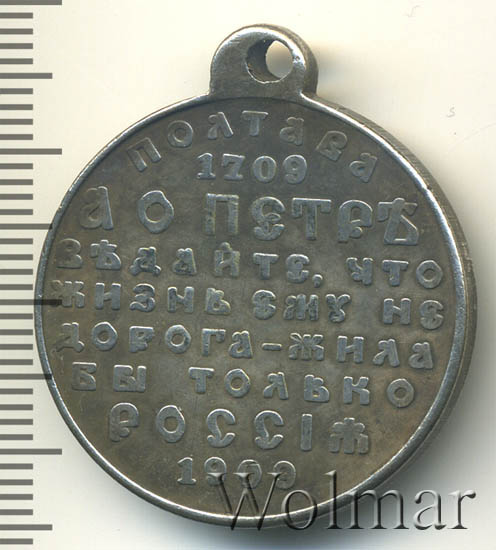 ПОЛТАВА
1709
А О ПЕТРѢ
ВѢДАЙТЕ, ЧТО
ЖИЗНЬ ЕМУ НЕ
ДОРОГА-ЖИЛА
БЫ ТОЛЬКО
РОССІЯ
1909
Wolmar